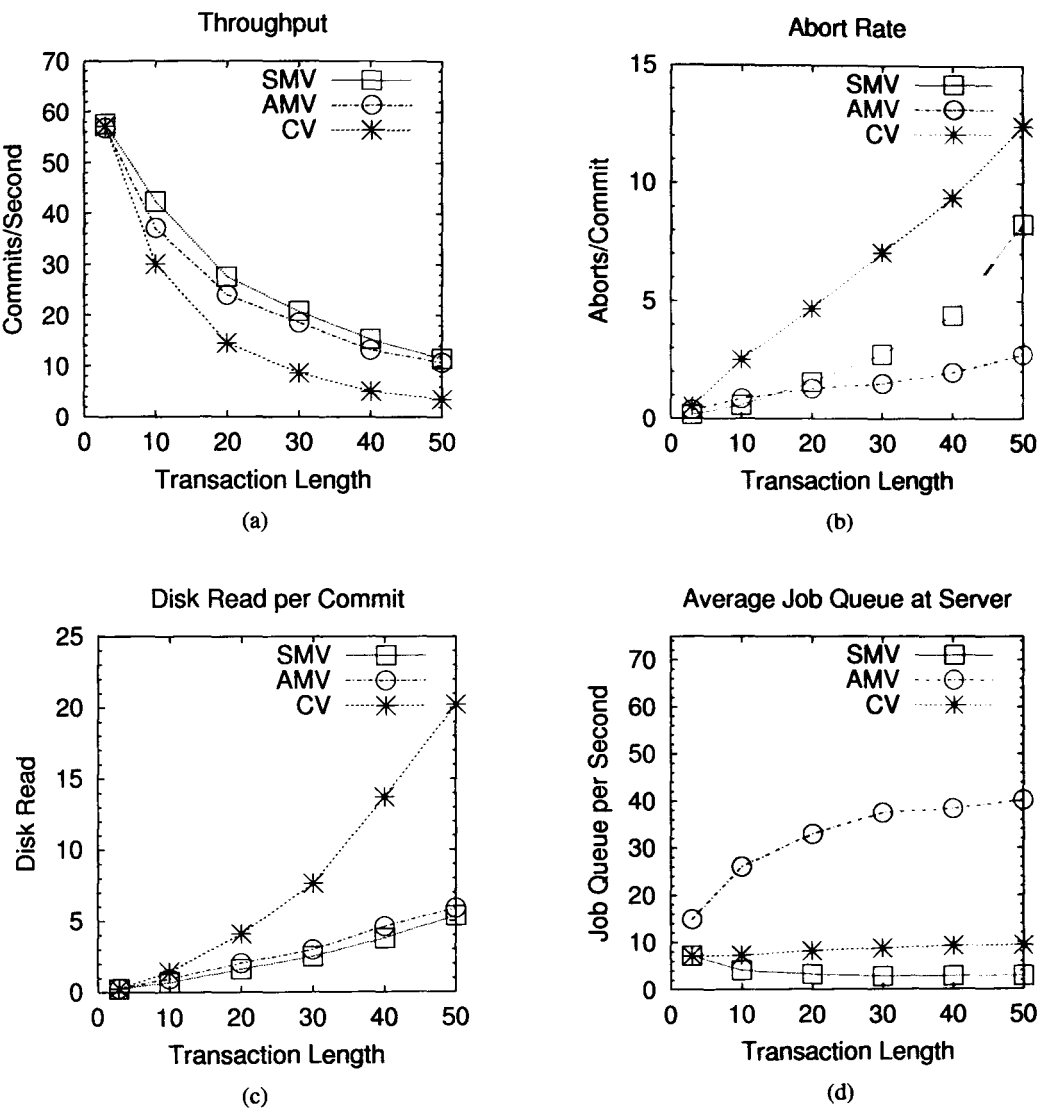 Throughput
70
60
50
40
30
20
10
0
Commits/Second
SMV
AMV
CV
0 10 20 30 40 50
Transaction Length
(a)
Abort Rate
15
10
5
0
Aborts/Commit
SMV
AMV
CV
0 10 20 30 40 50
Transaction Length
(b)
Disk Read per Commit
25
20
15
10
5
0
Disk Read
SMV
AMV
CV
0 10 20 30 40 50
Transaction Length
(c)
Average Job Queue at Server
70
60
50
40
30
20
10
0
Job Queue per Second
SMV
AMV
CV
0 10 20 30 40 50
Transaction Length
(d)